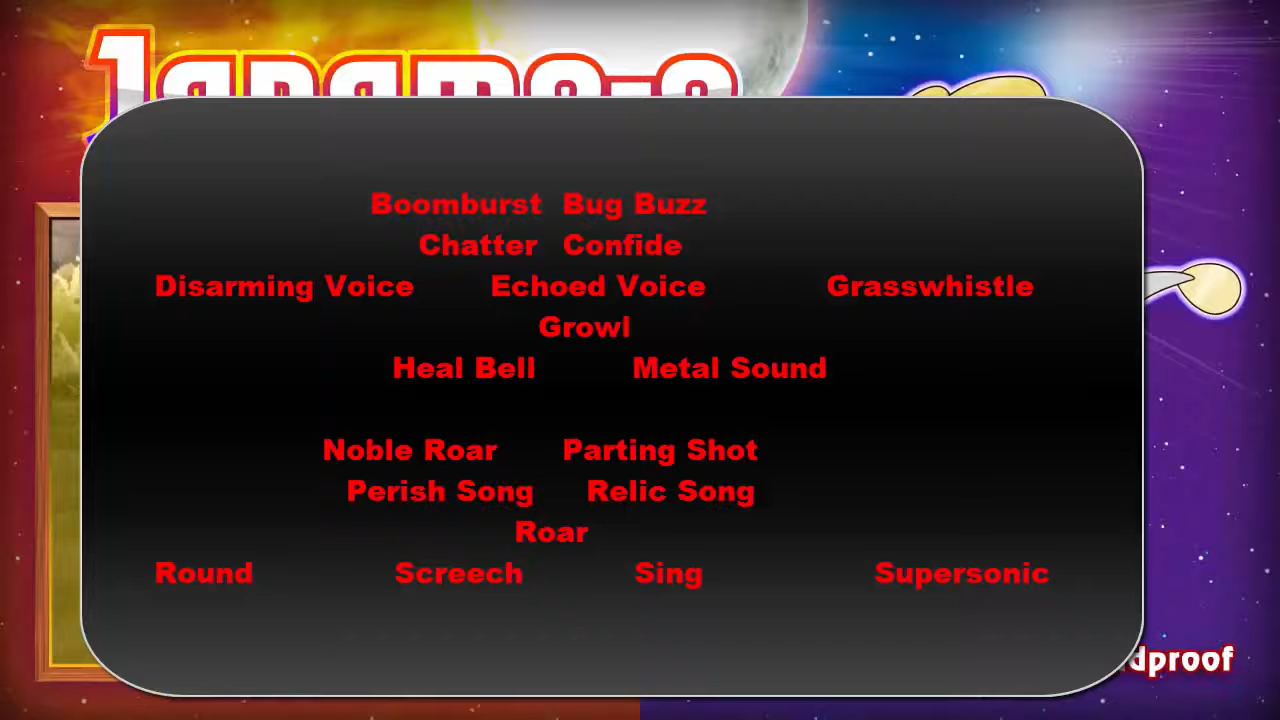 Boomburst Bug Buzz
Chatter Confide
Disarming Voice Echoed Voice Grasswhistle
Growl
Heal Bell Metal Sound
Noble Roar Parting Shot
Perish Song Relic Song
Roar
Round Screech Sing Supersonic